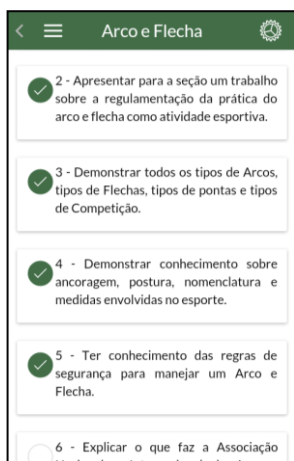 Arco e Flecha
2 - Apresentar para a seção um trabalho
sobre a regulamentação da prática do
arco e flecha como atividade esportiva.
3 - Demonstrar todos os tipos de Arcos,
tipos de Flechas, tipos de pontas e tipos
de Competição.
4 - Demonstrar conhecimento sobre
ancoragem, postura, nomenclatura e
medidas envolvidas no esporte.
5 - Ter conhecimento das regras de
segurança para manejar um Arco e
Flecha.
6 - Explicar o que faz a Associação